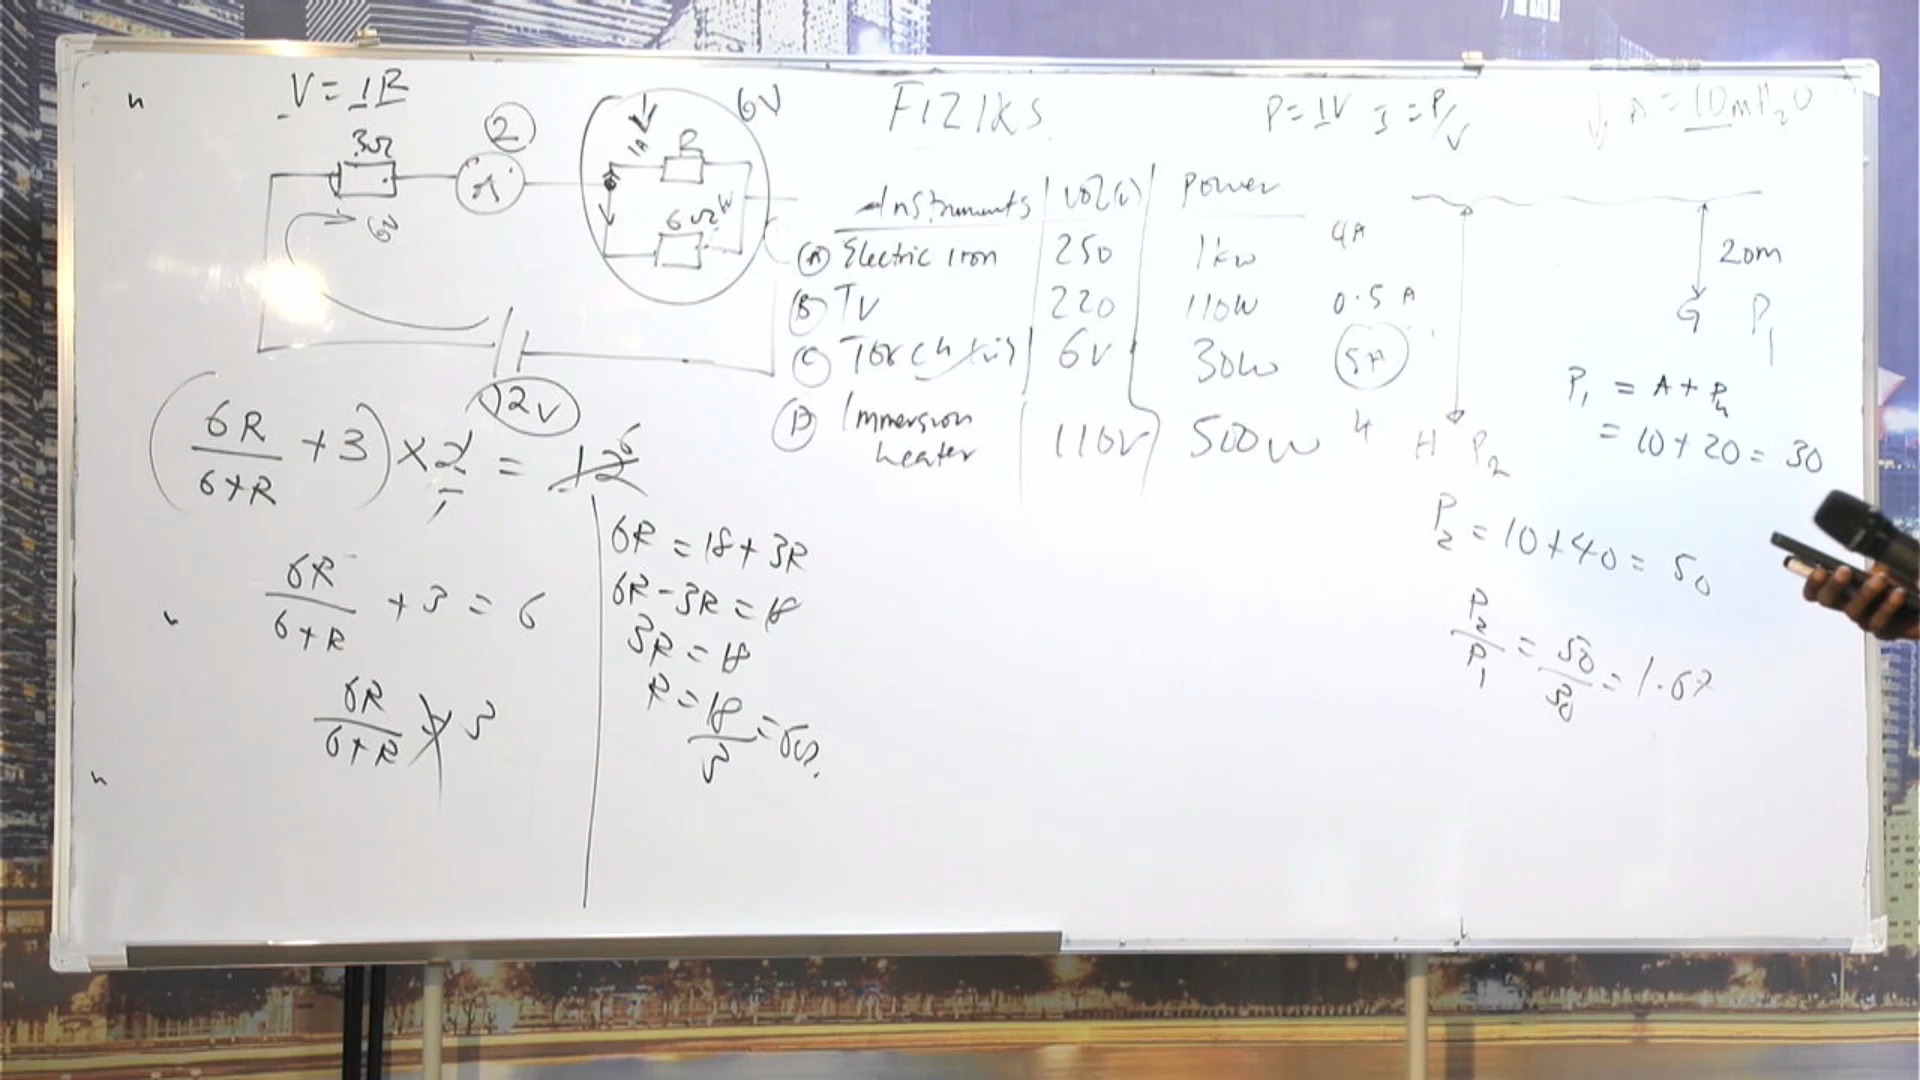 V = IR
3Ω
2
A
6V
1A
R
6Ω
6V
12V
(6R/6+R + 3) × 2 = 12 6
6R/6+R + 3 = 6
6R/6+R 3
6R = 18 + 3R
6R - 3R = 18
3R = 18
R = 18/3 = 6Ω.
FIZIKS
P = IV I = P/V
Instruments Vol(v) Power
(A) Electric Iron 250 1kw 4A
(B) TV 220 110W 0.5 A
(C) Torch 6V 30W 5A
(D) Immersion heater 110V 500W 4
A = 10mH2O
20m
G P1
H P2
P1 = A + Ph
= 10 + 20 = 30
P2 = 10 + 40 = 50
P2/P1 = 50/30 = 1.67